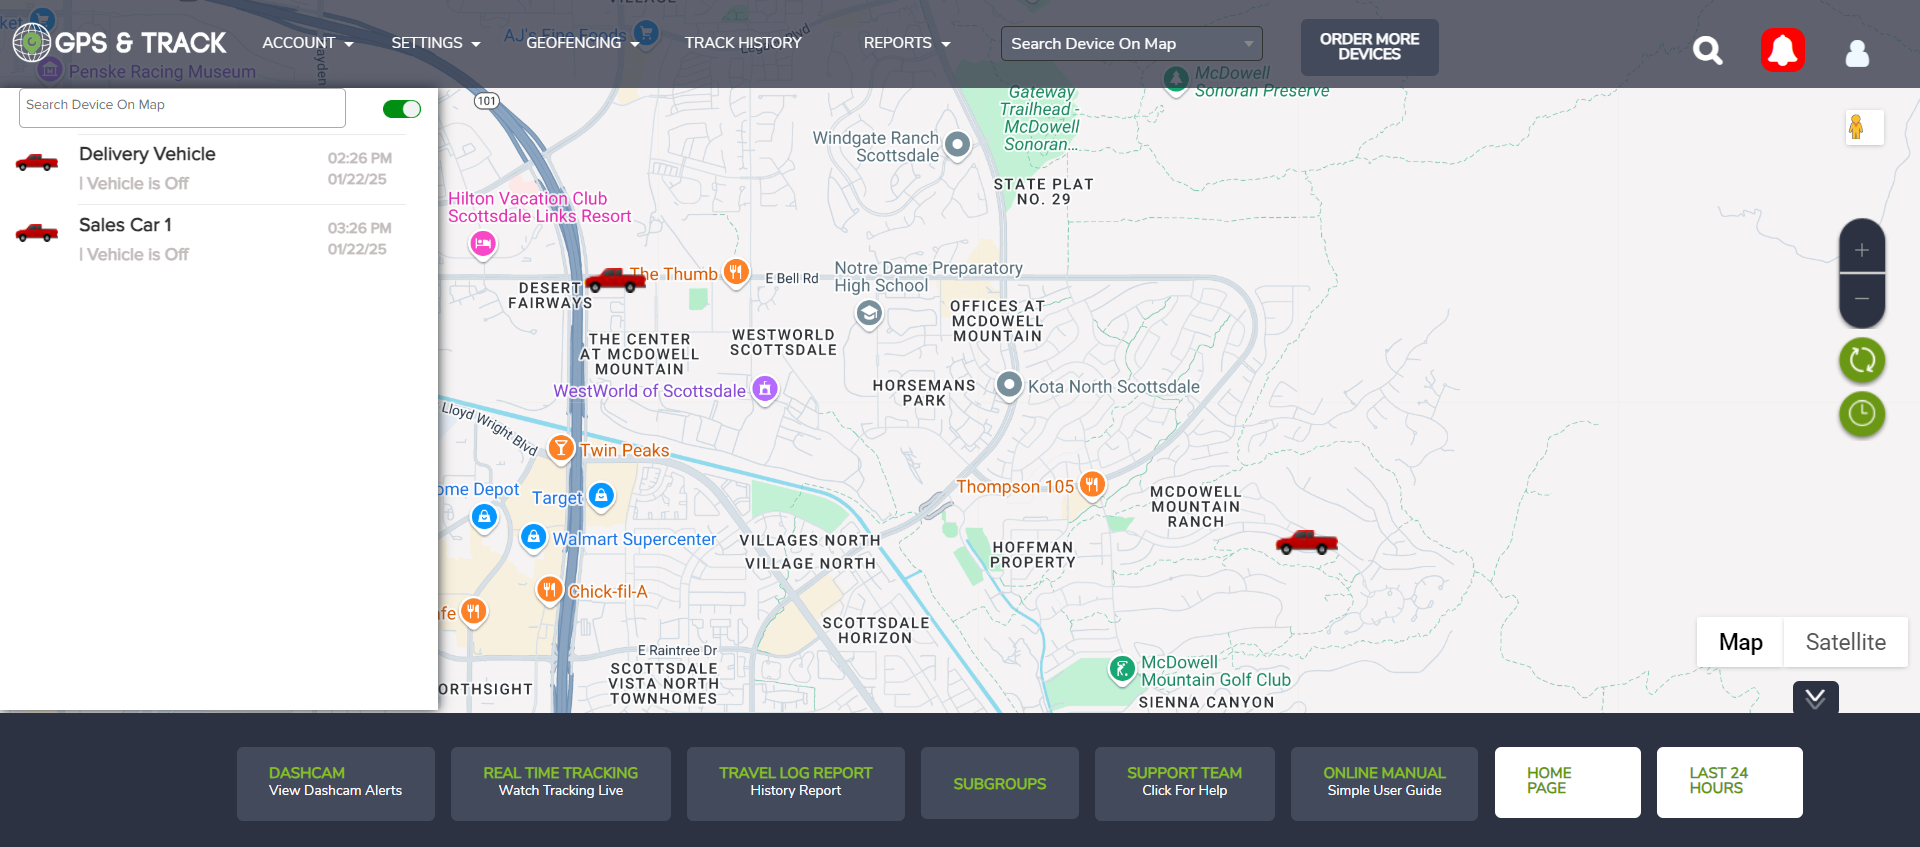 VILLAGE
GPS & TRACK
ACCOUNT
SETTINGS
GEOFENCING
TRACK HISTORY
REPORTS
Search Device On Map
ORDER MORE
DEVICES
AJ's Fine Foods
Penske Racing Museum
McDowell
Sonoran Preserve
Search Device On Map
Delivery Vehicle
| Vehicle is Off
02:26 PM
01/22/25
Sales Car 1
| Vehicle is Off
03:26 PM
01/22/25
101
Gateway
Trailhead -
McDowell
Sonoran...
Windgate Ranch
Scottsdale
STATE PLAT
NO. 29
Hilton Vacation Club
Scottsdale Links Resort
The Thumb
E Bell Rd
Notre Dame Preparatory
High School
DESERT
FAIRWAYS
OFFICES AT
MCDOWELL
MOUNTAIN
THE CENTER
AT MCDOWELL
MOUNTAIN
WESTWORLD
SCOTTSDALE
WestWorld of Scottsdale
HORSEMANS
PARK
Kota North Scottsdale
Lloyd Wright Blvd
Twin Peaks
ome Depot
Target
Thompson 105
MCDOWELL
MOUNTAIN
RANCH
Walmart Supercenter
VILLAGES NORTH
VILLAGE NORTH
HOFFMAN
PROPERTY
Chick-fil-A
afe
SCOTTSDALE
HORIZON
E Raintree Dr
SCOTTSDALE
VISTA NORTH
TOWNHOMES
ORTHSIGHT
McDowell
Mountain Golf Club
SIENNA CANYON
Map
Satellite
DASHCAM
View Dashcam Alerts
REAL TIME TRACKING
Watch Tracking Live
TRAVEL LOG REPORT
History Report
SUBGROUPS
SUPPORT TEAM
Click For Help
ONLINE MANUAL
Simple User Guide
HOME
PAGE
LAST 24
HOURS